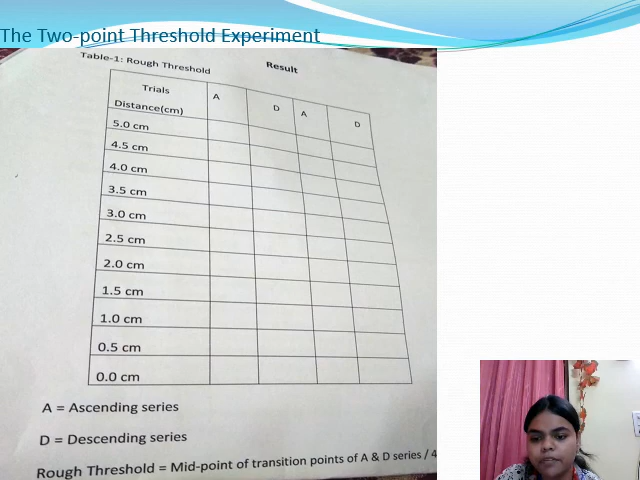 The Two-point Threshold Experiment
Table-1: Rough Threshold
Result
Trials
Distance(cm)
A D A D
5.0 cm
4.5 cm
4.0 cm
3.5 cm
3.0 cm
2.5 cm
2.0 cm
1.5 cm
1.0 cm
0.5 cm
0.0 cm
A = Ascending series
D = Descending series
Rough Threshold = Mid-point of transition points of A & D series / 4